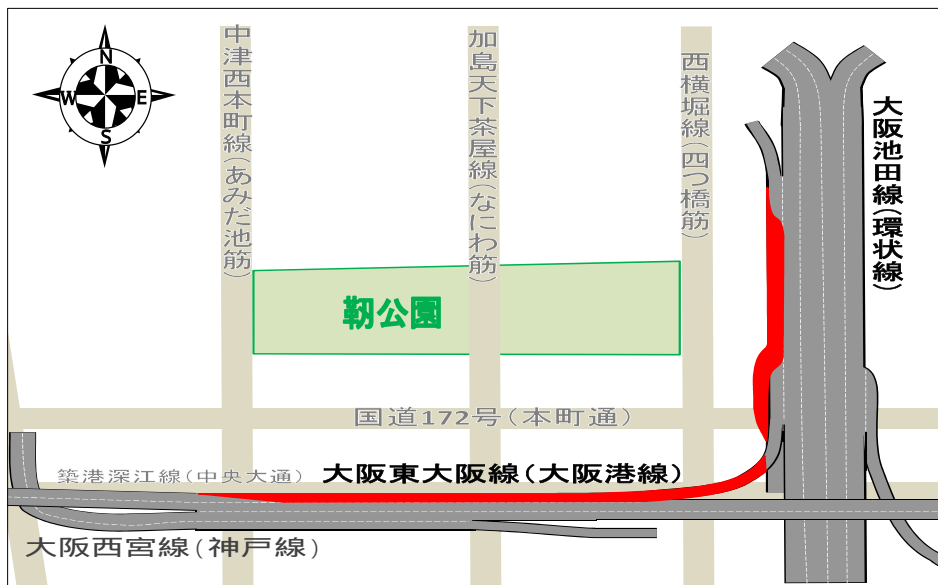 N
W
E
S
中津西本町線(あみだ池筋)
加島天下茶屋線(なにわ筋)
西横堀線(四つ橋筋)
大阪池田線(環状線)
靭公園
国道172号(本町通)
築港深江線(中央大通)
大阪東大阪線(大阪港線)
大阪西宮線(神戸線)